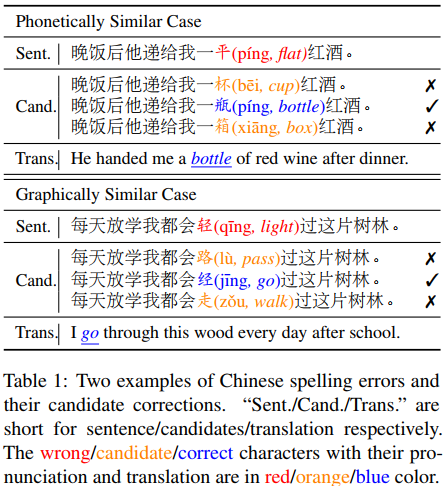 Phonetically Similar Case
Sent. 晚饭后他递给我一平(píng, flat)红酒。
晚饭后他递给我一杯(bēi, cup)红酒。 ✗
Cand. 晚饭后他递给我一瓶(píng, bottle)红酒。 ✓
晚饭后他递给我一箱(xiāng, box)红酒。 ✗
Trans. He handed me a bottle of red wine after dinner.
Graphically Similar Case
Sent. 每天放学我都会轻(qīng, light)过这片树林。
每天放学我都会路(lù, pass)过这片树林。 ✗
Cand. 每天放学我都会经(jīng, go)过这片树林。 ✓
每天放学我都会走(zǒu, walk)过这片树林。 ✗
Trans. I go through this wood every day after school.
Table 1: Two examples of Chinese spelling errors and
their candidate corrections. “Sent./Cand./Trans.” are
short for sentence/candidates/translation respectively.
The wrong/candidate/correct characters with their pro-
nunciation and translation are in red/orange/blue color.